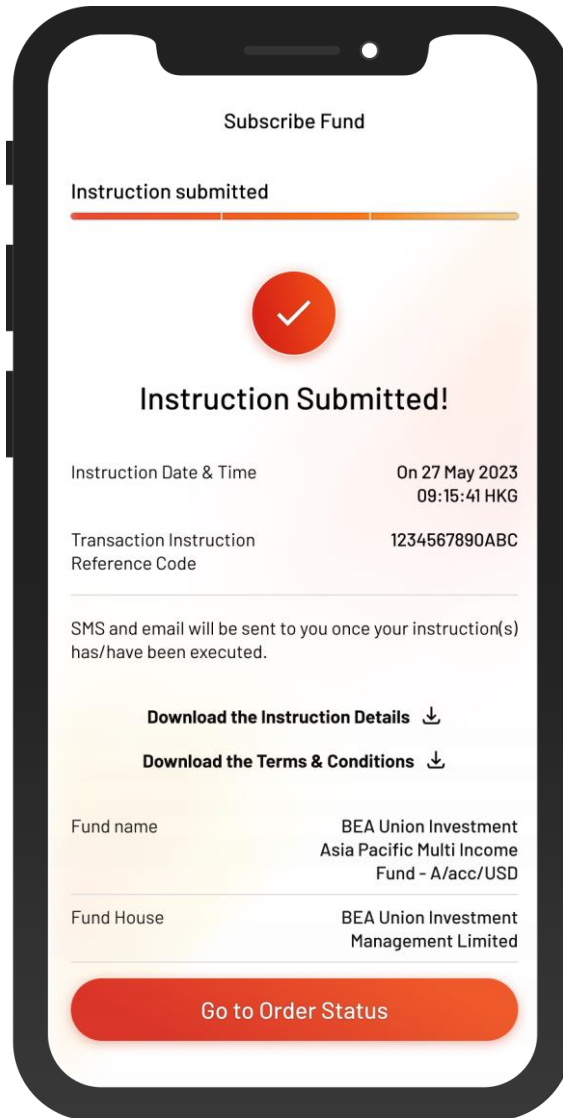 Subscribe Fund
Instruction submitted
Instruction Submitted!
Instruction Date & Time
On 27 May 2023
09:15:41 HKG
Transaction Instruction
Reference Code
1234567890ABC
SMS and email will be sent to you once your instruction(s)
has/have been executed.
Download the Instruction Details
Download the Terms & Conditions
Fund name
BEA Union Investment
Asia Pacific Multi Income
Fund - A/acc/USD
Fund House
BEA Union Investment
Management Limited
Go to Order Status